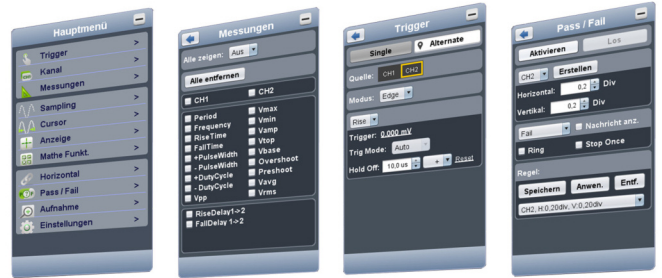 Hauptmenü
Trigger >
Kanal >
Messungen >
Sampling >
Cursor >
Anzeige >
Mathe Funkt. >
Horizontal >
Pass / Fail >
Aufnahme >
Einstellungen >
Messungen
Alle zeigen: Aus
Alle entfernen
CH1 CH2
Period Vmax
Frequency Vmin
RiseTime Vamp
FallTime Vtop
+PulseWidth Vbase
- PulseWidth Overshoot
+DutyCycle Preshoot
- DutyCycle Vavg
Vpp Vrms
RiseDelay1->2
FallDelay 1->2
Trigger
Single Alternate
Quelle: CH1 CH2
Modus: Edge
Rise
Trigger: 0.000 mV
Trig Mode: Auto
Hold Off: 10,0 us + Reset
Pass / Fail
Aktivieren Los
CH2 Erstellen
Horizontal: 0,2 Div
Vertikal: 0,2 Div
Fail Nachricht anz.
Ring Stop Once
Regel:
Speichern Anwen. Entf.
CH2, H:0.20div, V:0.20div